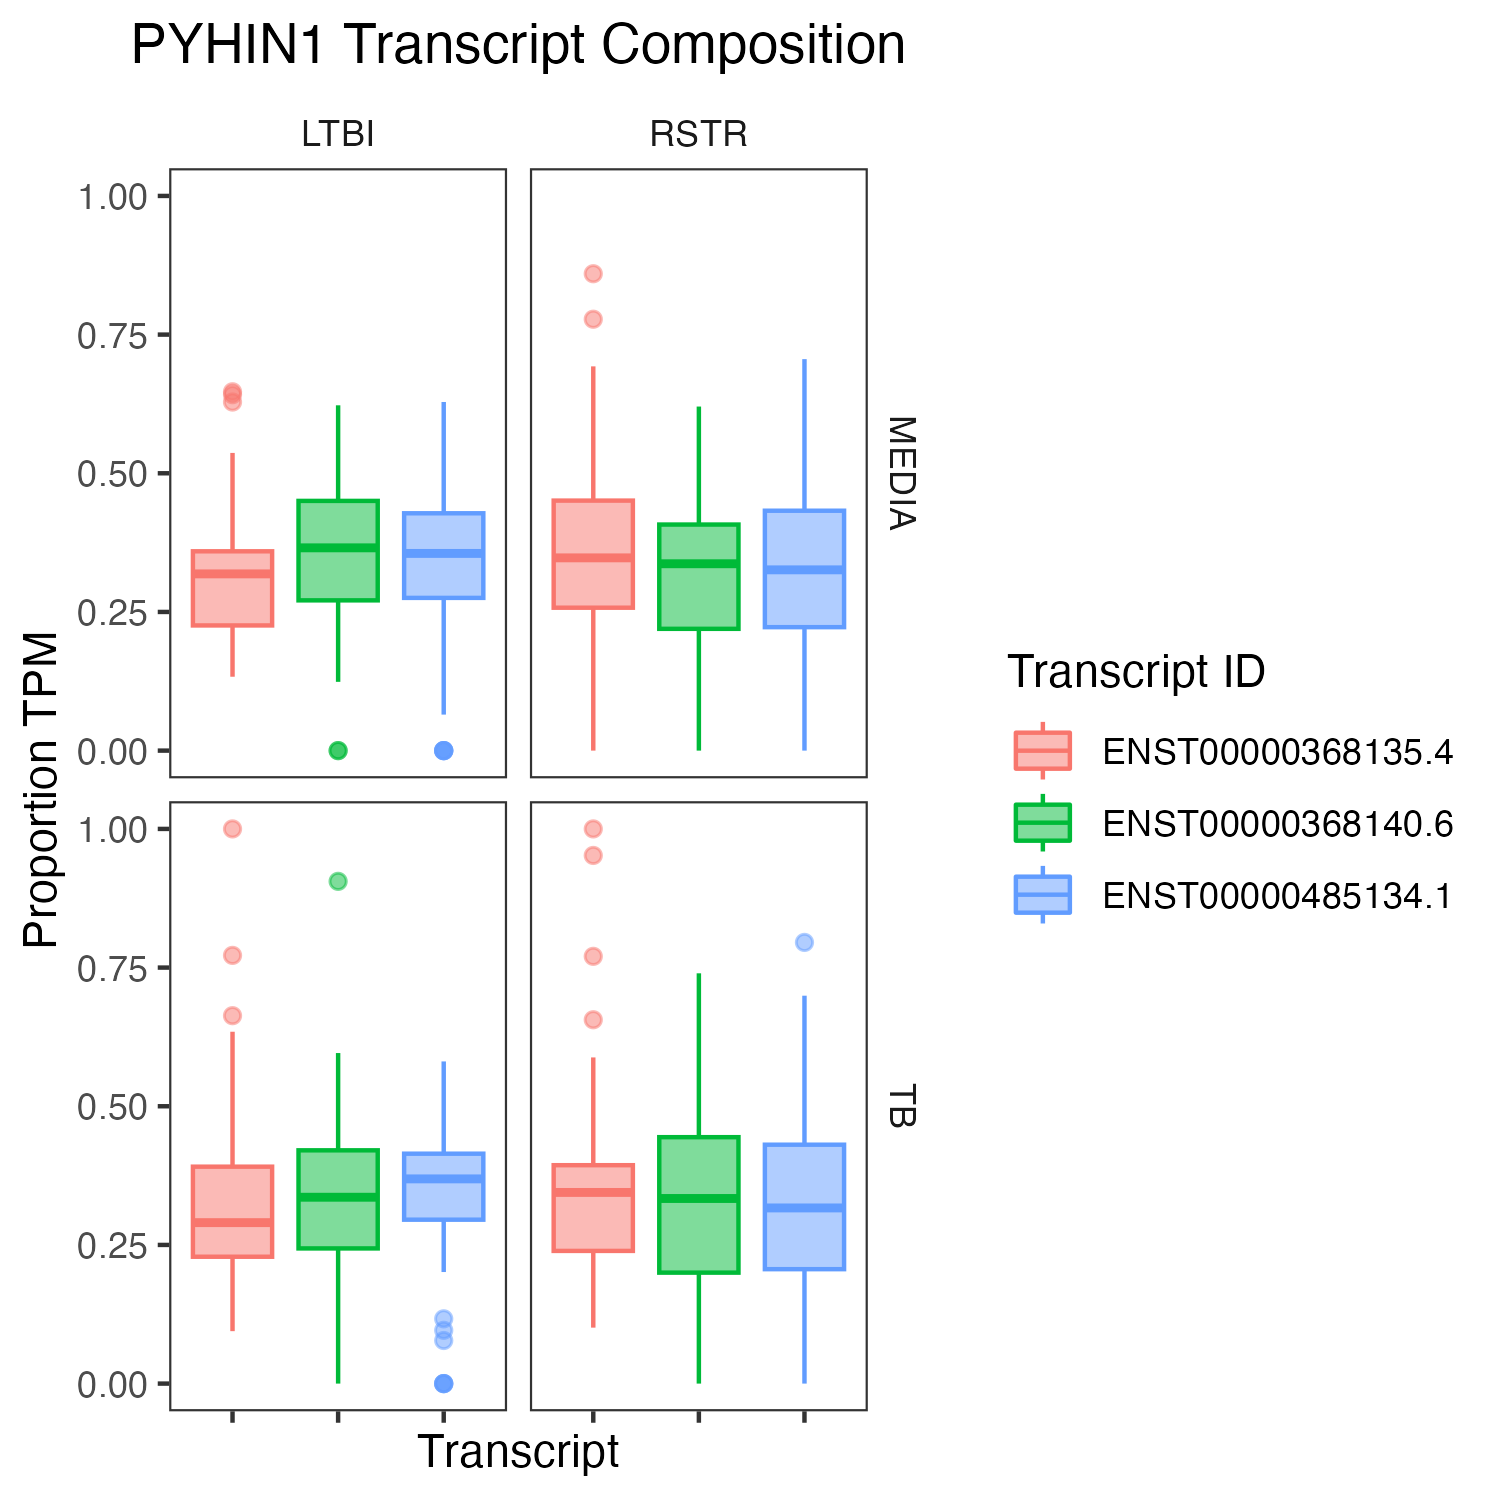 PYHIN1 Transcript Composition
LTBI
RSTR
1.00
0.75
0.50
0.25
0.00
MEDIA
1.00
0.75
0.50
0.25
0.00
TB
Proportion TPM
Transcript
Transcript ID
ENST00000368135.4
ENST00000368140.6
ENST00000485134.1